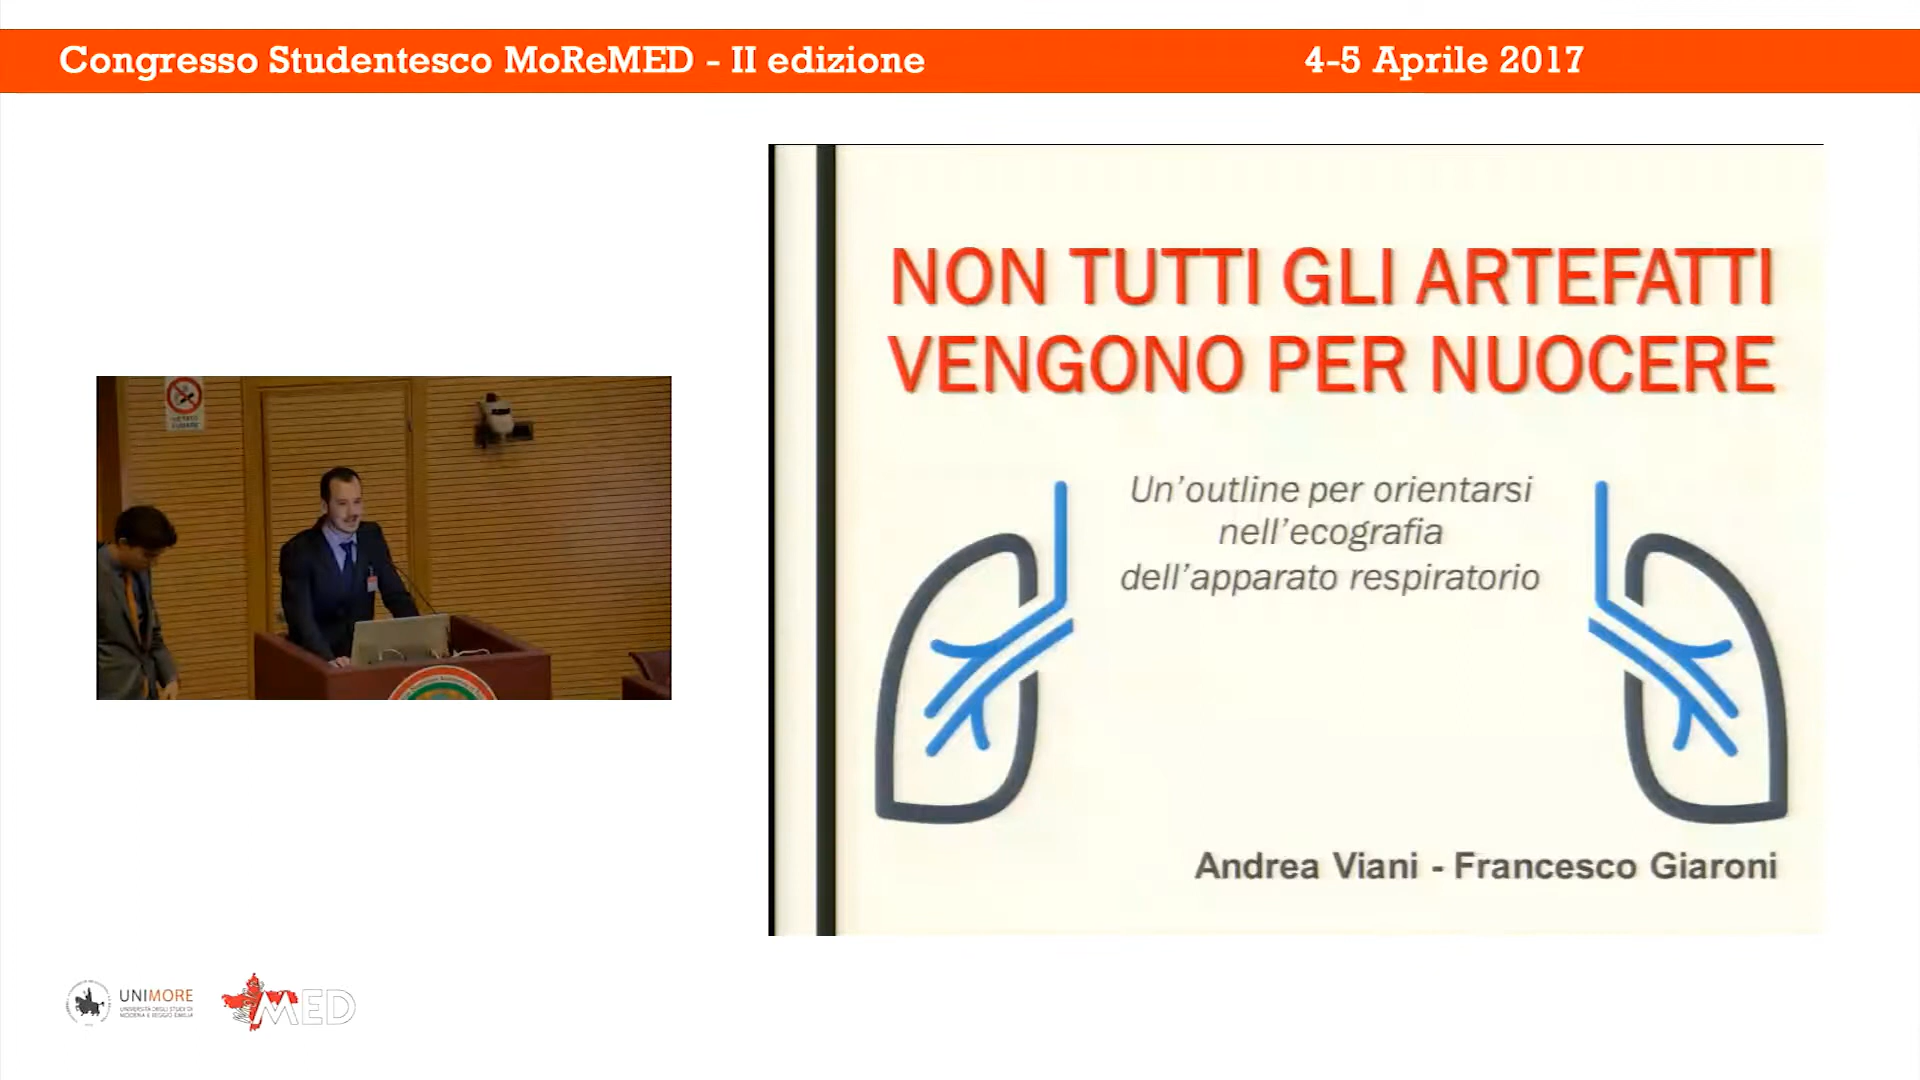 Congresso Studentesco MoReMED - II edizione
4-5 Aprile 2017
NON TUTTI GLI ARTEFATTI
VENGONO PER NUOCERE
Un'outline per orientarsi
nell'ecografia
dell'apparato respiratorio
Andrea Viani - Francesco Giaroni
VIETATO
FUMARE
UNIMORE
UNIVERSITÀ DEGLI STUDI DI
MODENA E REGGIO EMILIA
MED